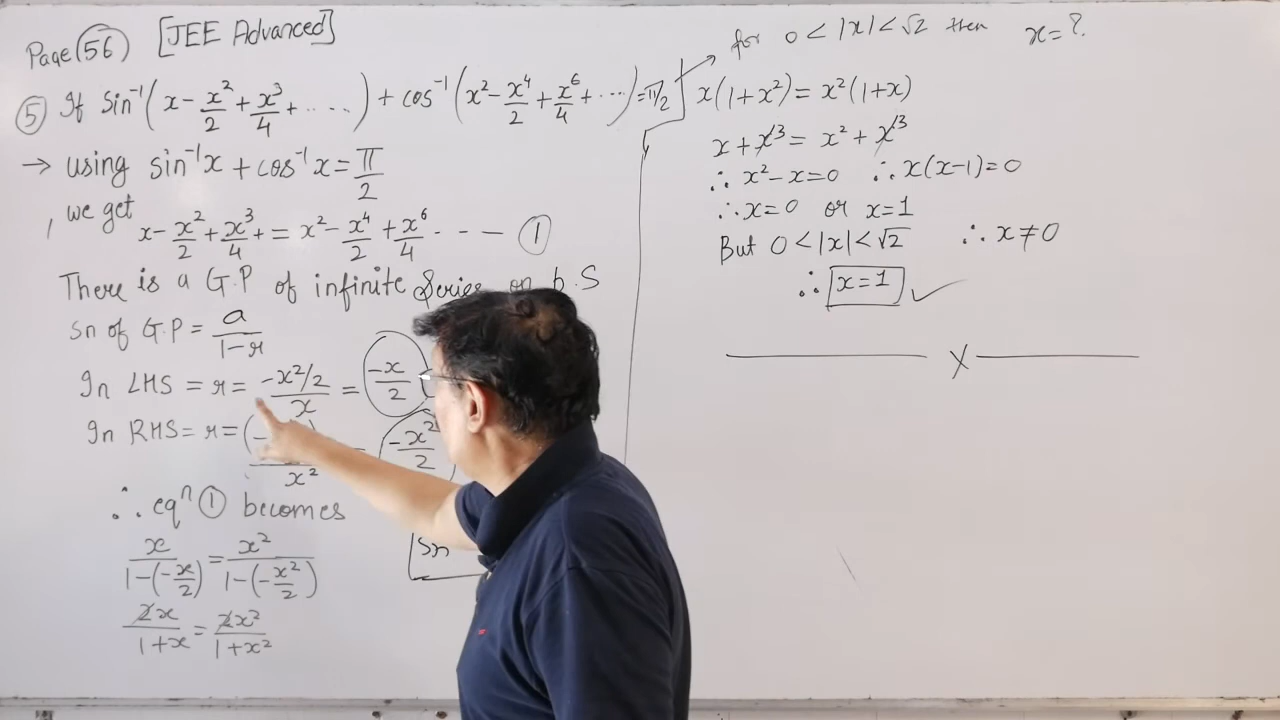 Page 56 [JEE Advanced]
⑤ If Sin⁻¹(x - x²/2 + x³/4 + .....) + cos⁻¹(x² - x⁴/2 + x⁶/4 + ...) = π/2
→ using sin⁻¹x + cos⁻¹x = π/2
, we get
x - x²/2 + x³/4 + = x² - x⁴/2 + x⁶/4 - - - — ①
There is a G.P of infinite Series on b.S
Sn of G.P = a/(1-r)
In LHS = r = (-x²/2)/x = -x/2
In RHS = r = (- )/x² = -x²/2
∴ eqⁿ ① becomes
x/(1-(-x/2)) = x²/(1-(-x²/2))
2x/(1+x) = 2x²/(1+x²)
Sn
for 0 < |x| < √2 then x = ?
x(1+x²) = x²(1+x)
x + x³ = x² + x³
∴ x² - x = 0 ∴ x(x-1) = 0
∴ x = 0 or x = 1
But 0 < |x| < √2 ∴ x ≠ 0
∴ x = 1 ✓
—— X ——